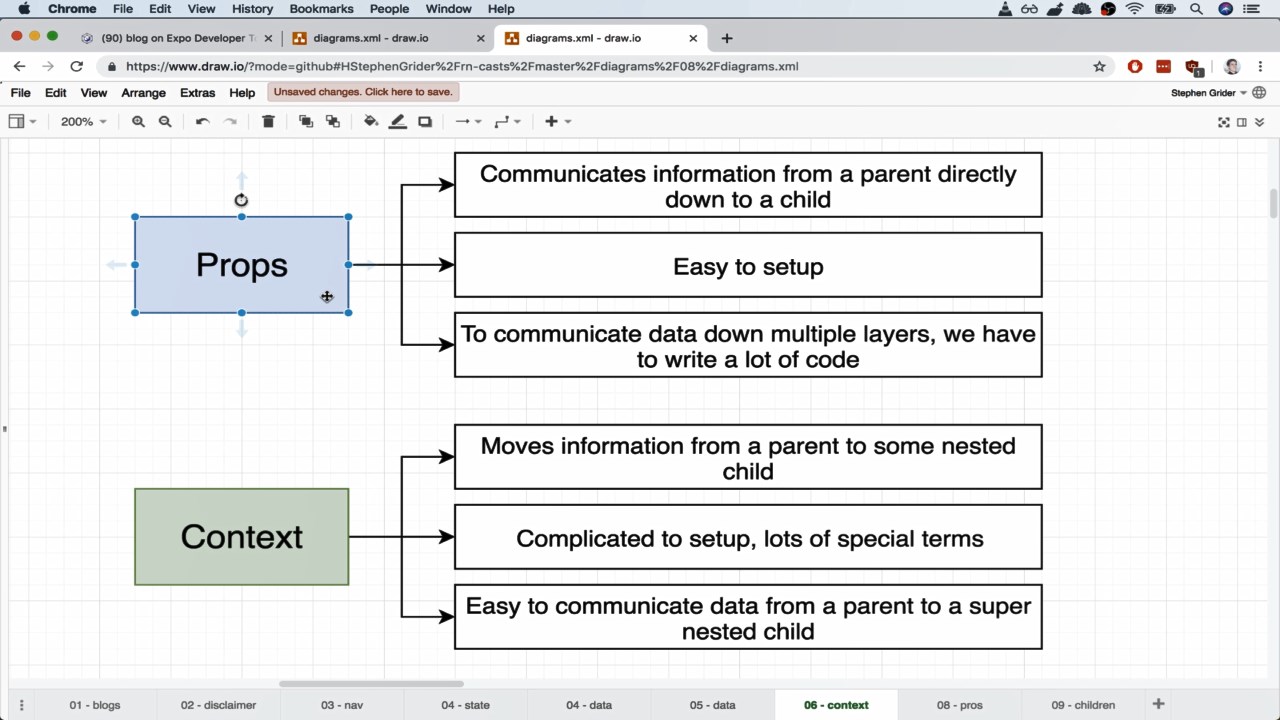 Chrome File Edit View History Bookmarks People Window Help
(90) blog on Expo Developer T
diagrams.xml - draw.io
diagrams.xml - draw.io
https://www.draw.io/?mode=github#HStephenGrider%2Frn-casts%2Fmaster%2Fdiagrams%2F08%2Fdiagrams.xml
1
File Edit View Arrange Extras Help Unsaved changes. Click here to save. Stephen Grider
200%
Communicates information from a parent directly
down to a child
Props
Easy to setup
To communicate data down multiple layers, we have
to write a lot of code
Moves information from a parent to some nested
child
Context
Complicated to setup, lots of special terms
Easy to communicate data from a parent to a super
nested child
01 - blogs 02 - disclaimer 03 - nav 04 - state 04 - data 05 - data 06 - context 08 - pros 09 - children